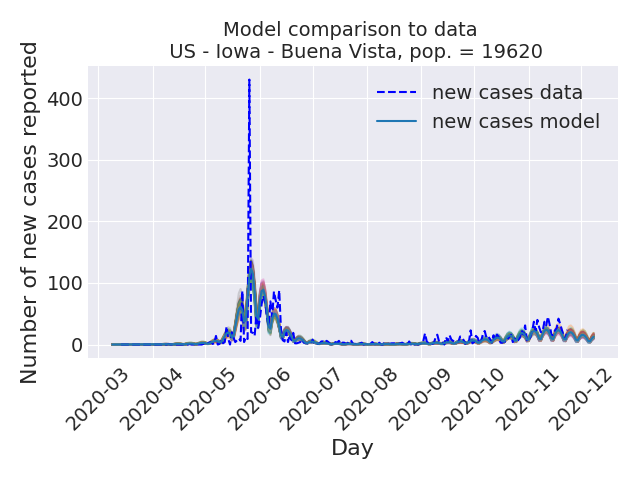 Model comparison to data
US - Iowa - Buena Vista, pop. = 19620
Number of new cases reported
400
300
200
100
0
new cases data
new cases model
2020-03
2020-04
2020-05
2020-06
2020-07
2020-08
2020-09
2020-10
2020-11
2020-12
Day